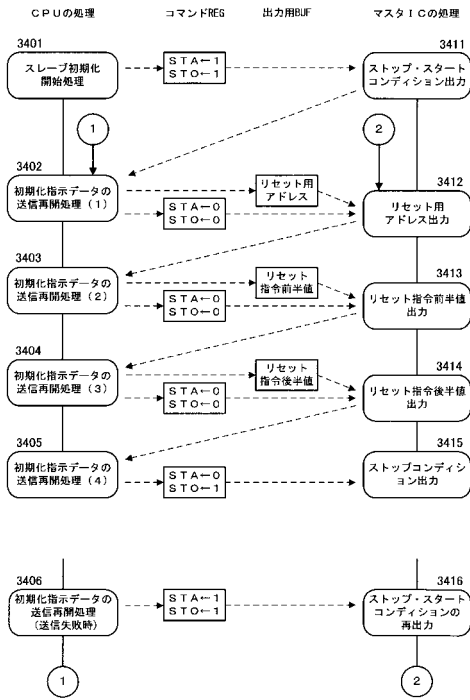 CPUの処理
コマンドREG
出力用BUF
マスタICの処理
3401
スレーブ初期化
開始処理
STA←1
STO←1
3411
ストップ・スタート
コンディション出力
1
2
3402
初期化指示データの
送信再開処理(1)
リセット用
アドレス
STA←0
STO←0
3412
リセット用
アドレス出力
3403
初期化指示データの
送信再開処理(2)
リセット
指令前半値
STA←0
STO←0
3413
リセット指令前半値
出力
3404
初期化指示データの
送信再開処理(3)
リセット
指令後半値
STA←0
STO←0
3414
リセット指令後半値
出力
3405
初期化指示データの
送信再開処理(4)
STA←0
STO←1
3415
ストップコンディ
ション出力
3406
初期化指示データの
送信再開処理
(送信失敗時)
STA←1
STO←1
3416
ストップ・スタート
コンディションの
再出力
1
2